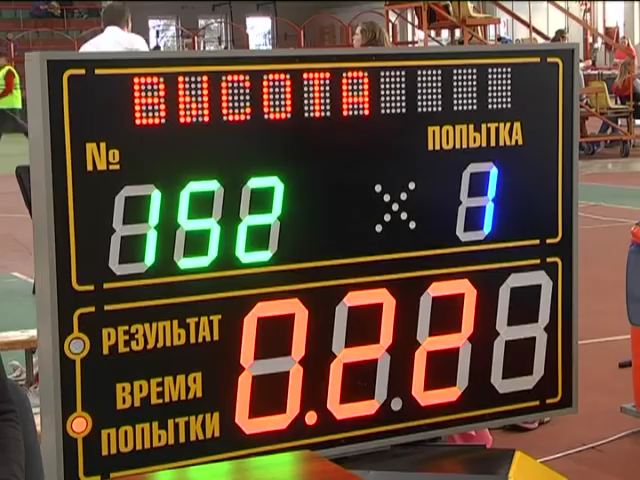 ВЫСОТА
№ ПОПЫТКА
152 1
РЕЗУЛЬТАТ 0.22
ВРЕМЯ
ПОПЫТКИ